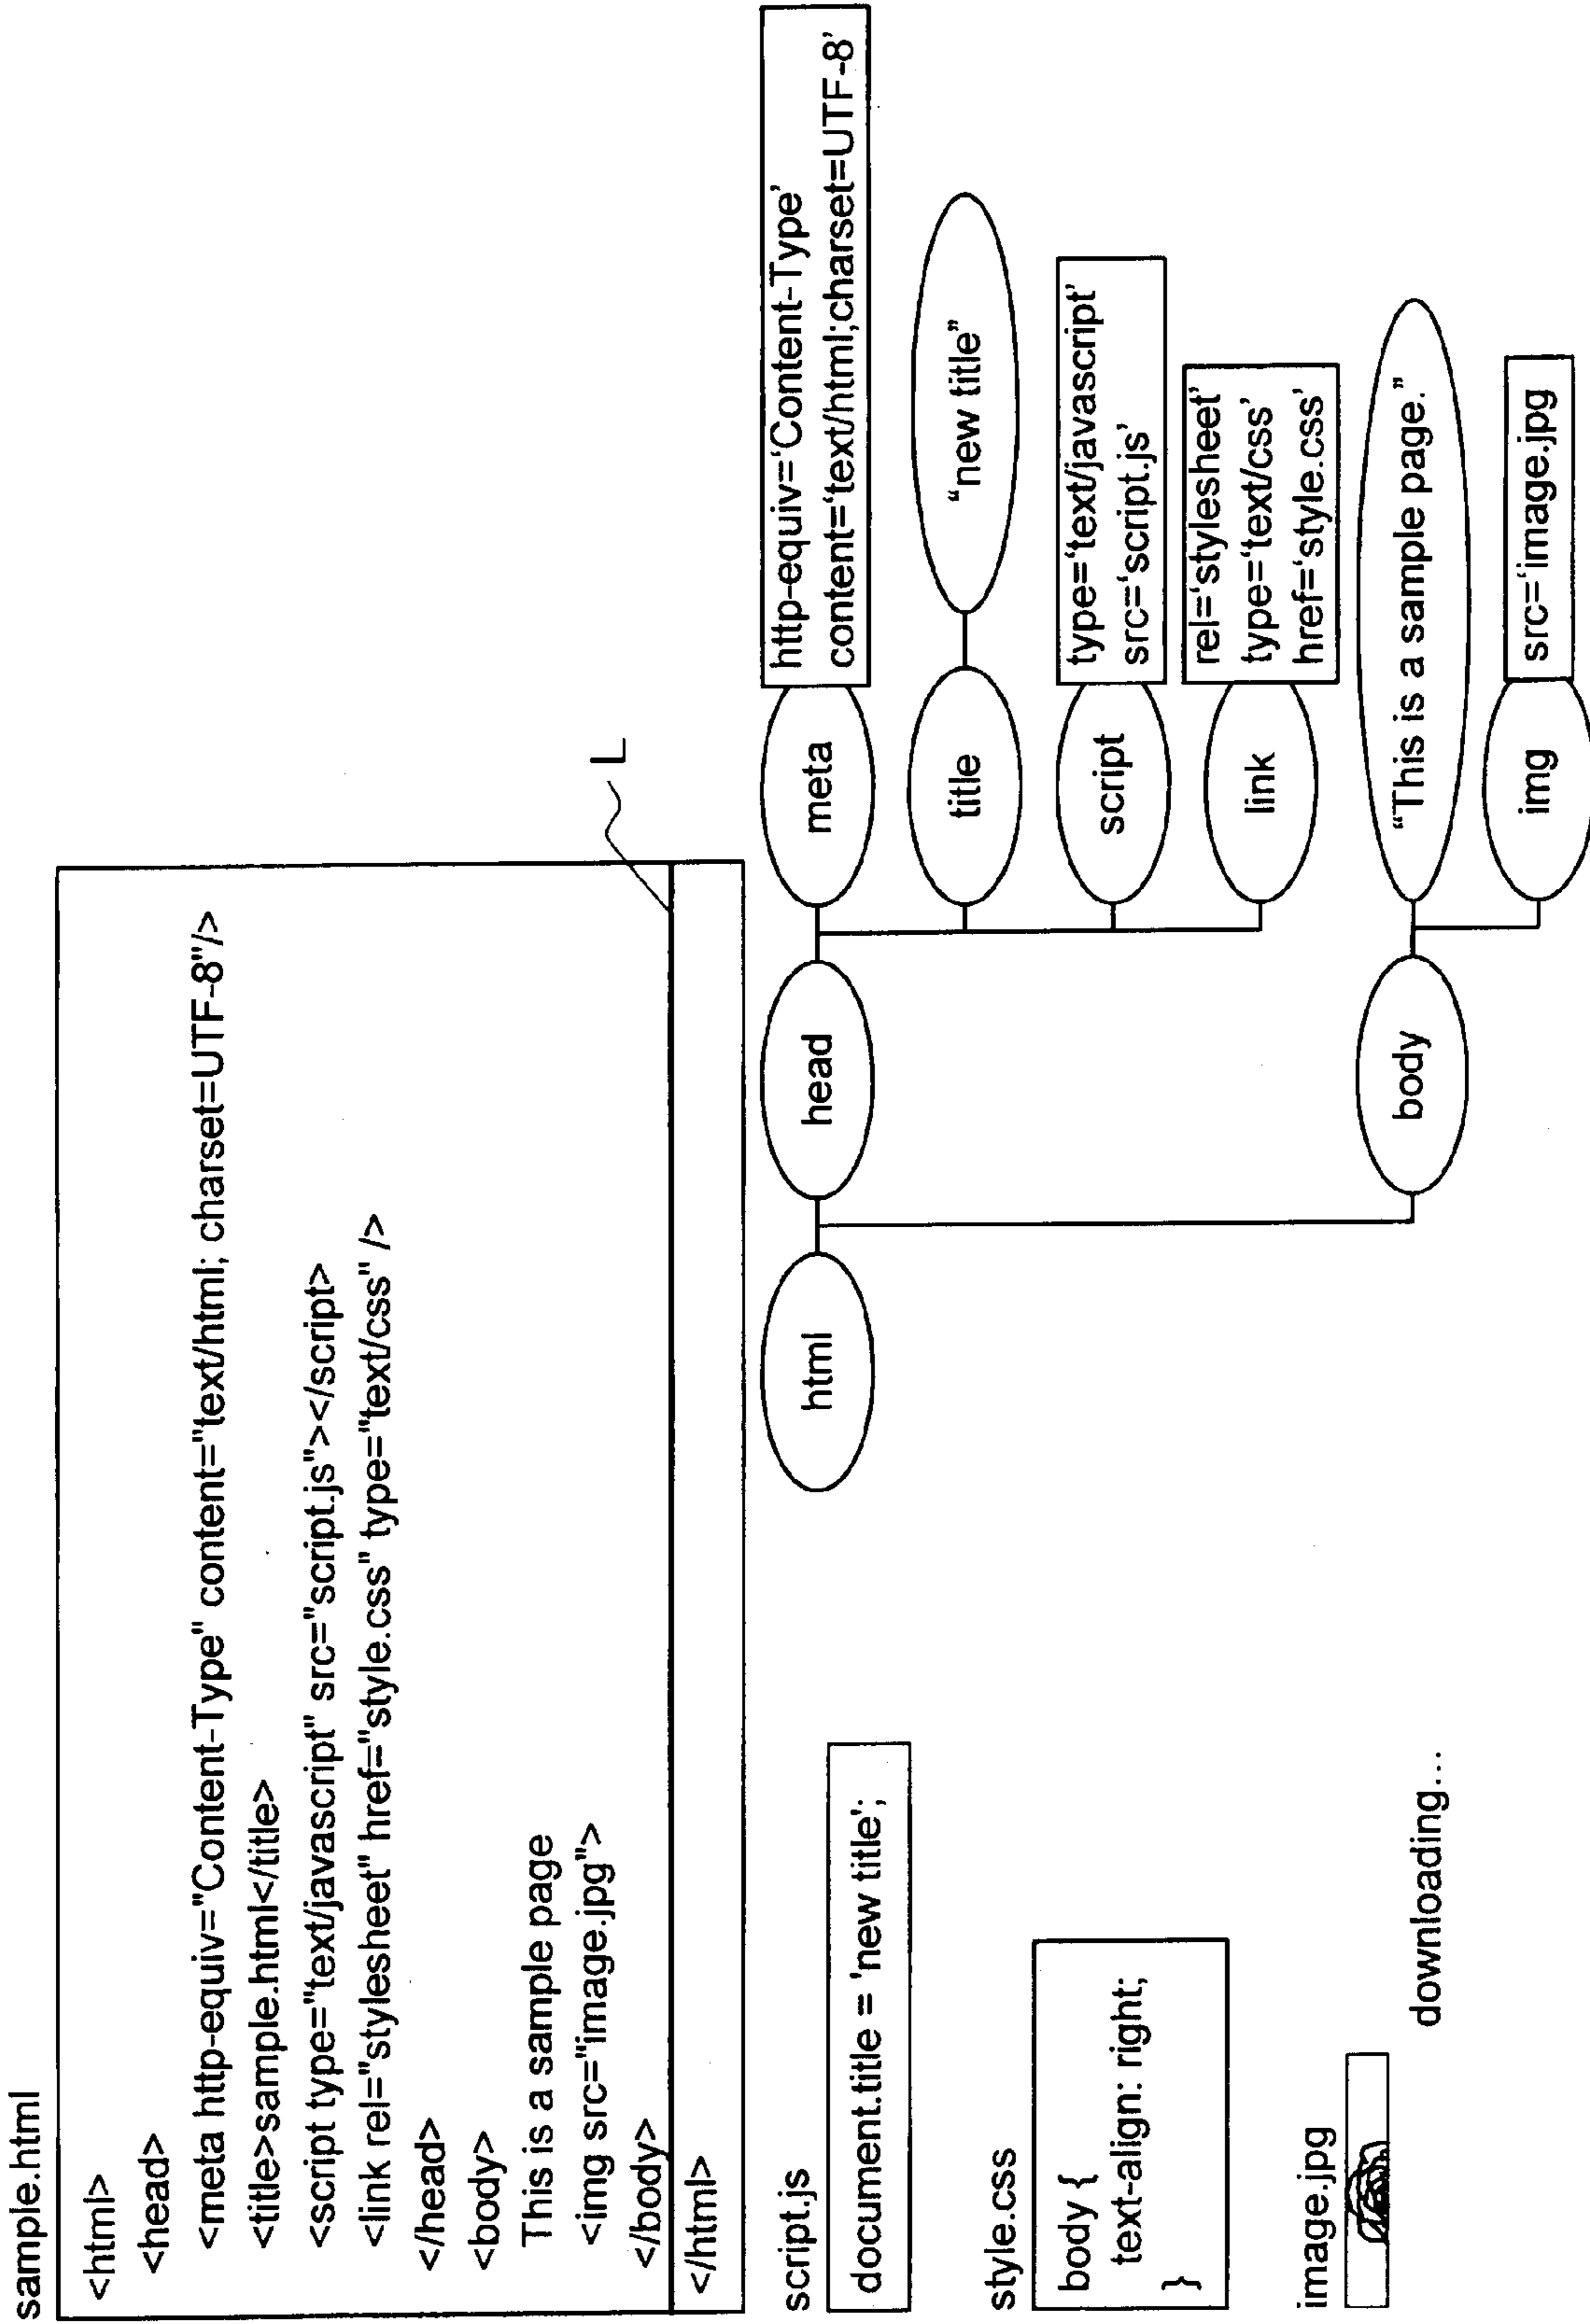 sample.html
<html>
<head>
<meta http-equiv="Content-Type" content="text/html; charset=UTF-8"/>
<title>sample.html</title>
<script type="text/javascript" src="script.js"></script>
<link rel="stylesheet" href="style.css" type="text/css" />
</head>
<body>
This is a sample page
<img src="image.jpg">
</body>
L
</html>
script.js
document.title = 'new title';
style.css
body {
text-align: right;
}
image.jpg
downloading...
html
head
meta
http-equiv=‘Content-Type’
content=‘text/html;charset=UTF-8’
title
“new title”
script
type=‘text/javascript’
src=‘script.js’
link
rel=‘stylesheet’
type=‘text/css’
href=‘style.css’
body
“This is a sample page.”
img
src=‘image.jpg